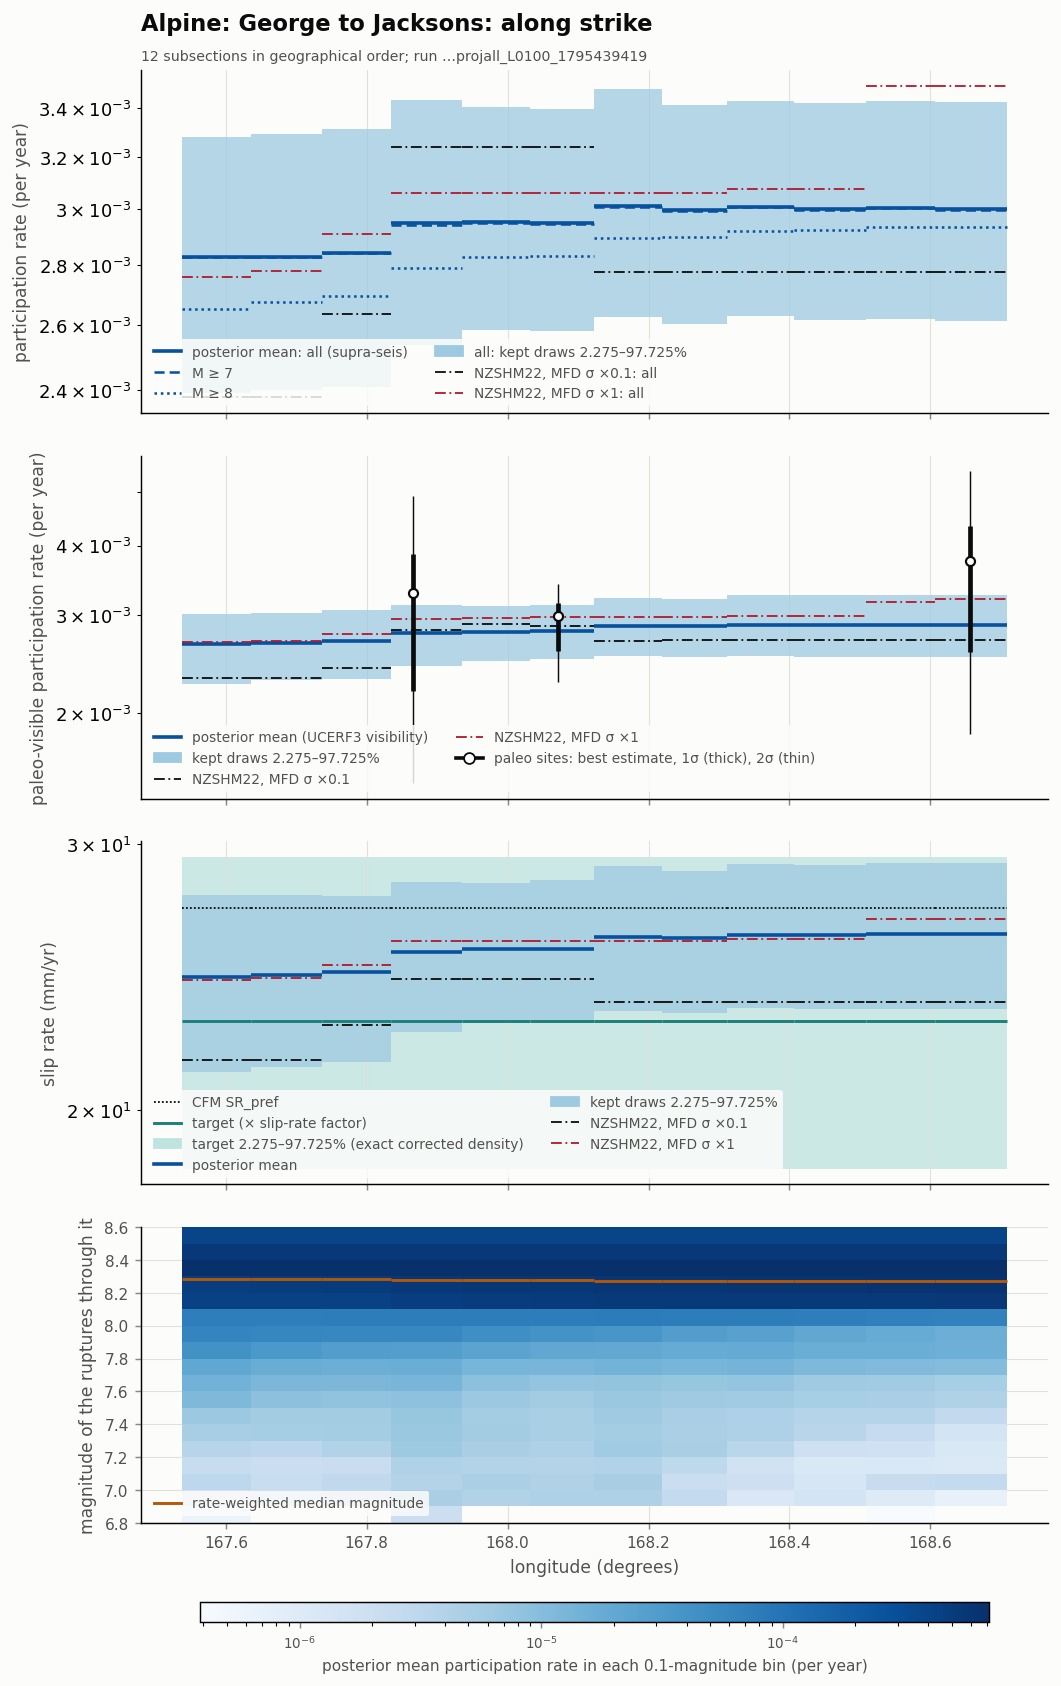 Alpine: George to Jacksons: along strike
12 subsections in geographical order; run ...projall_L0100_1795439419
participation rate (per year)
3.4 × 10⁻³
3.2 × 10⁻³
3 × 10⁻³
2.8 × 10⁻³
2.6 × 10⁻³
2.4 × 10⁻³
posterior mean: all (supra-seis)
M ≥ 7
M ≥ 8
all: kept draws 2.275–97.725%
NZSHM22, MFD σ ×0.1: all
NZSHM22, MFD σ ×1: all
paleo-visible participation rate (per year)
4 × 10⁻³
3 × 10⁻³
2 × 10⁻³
posterior mean (UCERF3 visibility)
kept draws 2.275–97.725%
NZSHM22, MFD σ ×0.1
NZSHM22, MFD σ ×1
paleo sites: best estimate, 1σ (thick), 2σ (thin)
slip rate (mm/yr)
3 × 10¹
2 × 10¹
CFM SR_pref
target (× slip-rate factor)
target 2.275–97.725% (exact corrected density)
posterior mean
kept draws 2.275–97.725%
NZSHM22, MFD σ ×0.1
NZSHM22, MFD σ ×1
magnitude of the ruptures through it
8.6
8.4
8.2
8.0
7.8
7.6
7.4
7.2
7.0
6.8
rate-weighted median magnitude
167.6 167.8 168.0 168.2 168.4 168.6
longitude (degrees)
10⁻⁶ 10⁻⁵ 10⁻⁴
posterior mean participation rate in each 0.1-magnitude bin (per year)